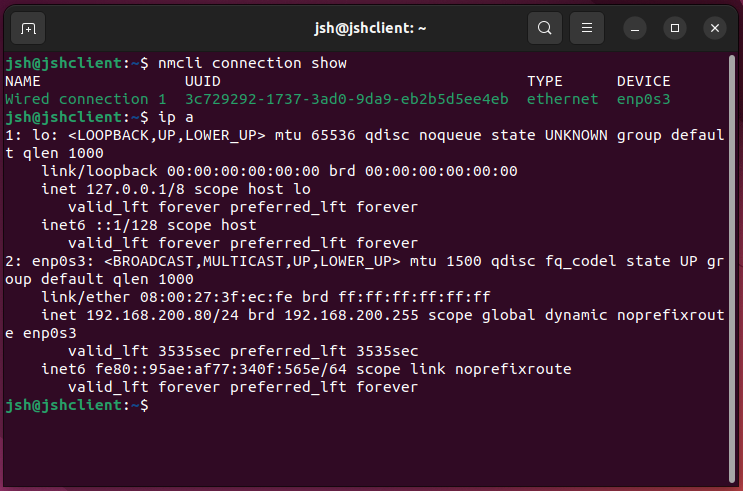 jsh@jshclient: ~
jsh@jshclient:~$ nmcli connection show
NAME                UUID                                  TYPE      DEVICE
Wired connection 1  3c729292-1737-3ad0-9da9-eb2b5d5ee4eb  ethernet  enp0s3
jsh@jshclient:~$ ip a
1: lo: <LOOPBACK,UP,LOWER_UP> mtu 65536 qdisc noqueue state UNKNOWN group defaul
t qlen 1000
    link/loopback 00:00:00:00:00:00 brd 00:00:00:00:00:00
    inet 127.0.0.1/8 scope host lo
       valid_lft forever preferred_lft forever
    inet6 ::1/128 scope host
       valid_lft forever preferred_lft forever
2: enp0s3: <BROADCAST,MULTICAST,UP,LOWER_UP> mtu 1500 qdisc fq_codel state UP gr
oup default qlen 1000
    link/ether 08:00:27:3f:ec:fe brd ff:ff:ff:ff:ff:ff
    inet 192.168.200.80/24 brd 192.168.200.255 scope global dynamic noprefixrout
e enp0s3
       valid_lft 3535sec preferred_lft 3535sec
    inet6 fe80::95ae:af77:340f:565e/64 scope link noprefixroute
       valid_lft forever preferred_lft forever
jsh@jshclient:~$